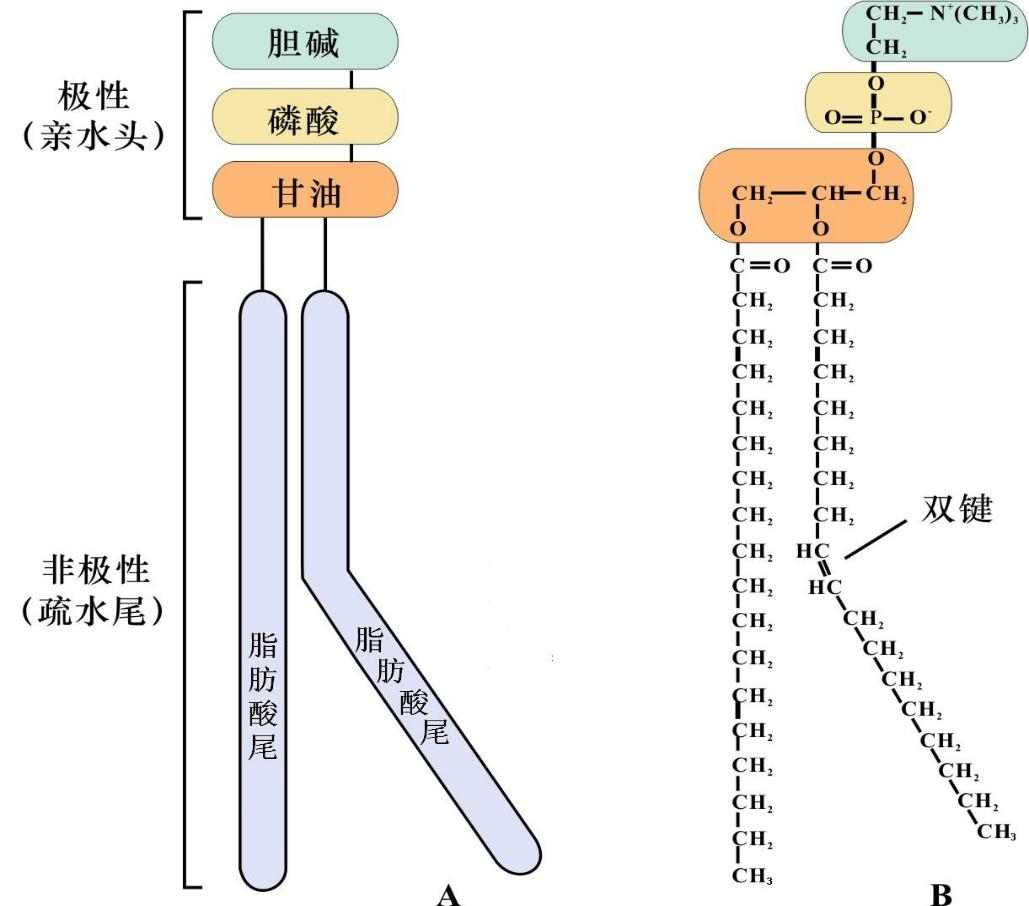 极性
(亲水头)
胆碱
磷酸
甘油
非极性
(疏水尾)
脂肪酸尾
脂肪酸尾
A
CH₂—N⁺(CH₃)₃
CH₂
O
O=P—O⁻
O
CH₂—CH—CH₂
O O
C=O C=O
CH₂ CH₂
CH₂ CH₂
CH₂ CH₂
CH₂ CH₂
CH₂ CH₂
CH₂ CH₂
CH₂ CH₂
双键
CH₂ HC
CH₂ HC
CH₂ CH₂
CH₂ CH₂
CH₂ CH₂
CH₂ CH₂
CH₂ CH₂
CH₂ CH₂
CH₂ CH₂
CH₃ CH₃
B